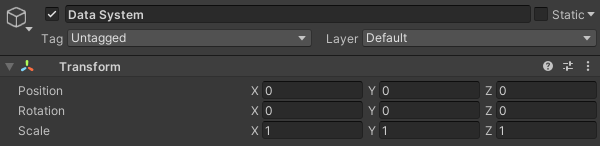 Data System Static
Tag Untagged Layer Default
Transform
Position X 0 Y 0 Z 0
Rotation X 0 Y 0 Z 0
Scale X 1 Y 1 Z 1